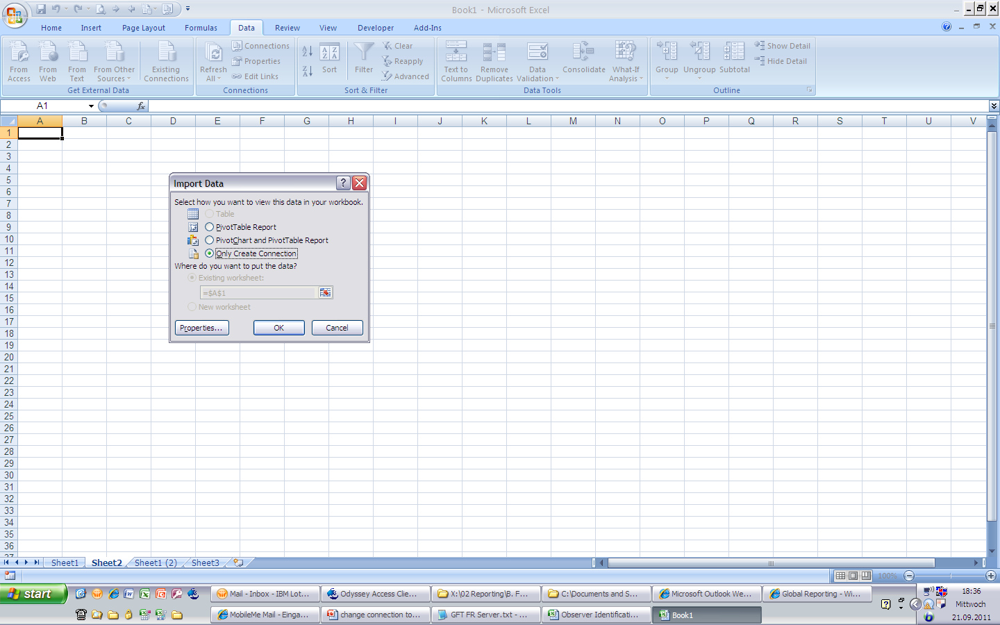 Book1 - Microsoft Excel
Home Insert Page Layout Formulas Data Review View Developer Add-Ins
From Access
From Web
From Text
From Other Sources
Existing Connections
Get External Data
Refresh All
Connections
Properties
Edit Links
Connections
Sort
Filter
Clear
Reapply
Advanced
Sort & Filter
Text to Columns
Remove Duplicates
Data Validation
Consolidate
What-If Analysis
Data Tools
Group
Ungroup
Subtotal
Show Detail
Hide Detail
Outline
A1
fx
A B C D E F G H I J K L M N O P Q R S T U V
1
2
3
4
5
6
7
8
9
10
11
12
13
14
15
16
17
18
19
20
21
22
23
24
25
26
27
28
29
30
31
32
33
34
35
36
37
Import Data
Select how you want to view this data in your workbook.
Table
PivotTable Report
PivotChart and PivotTable Report
Only Create Connection
Where do you want to put the data?
Existing worksheet:
=$A$1
New worksheet
Properties...
OK
Cancel
Sheet1 Sheet2 Sheet1 (2) Sheet3
100%
start
Mail - Inbox - IBM Lot...
Odyssey Access Clie...
X:\02 Reporting\B. F...
C:\Documents and S...
Microsoft Outlook We...
Global Reporting - Wi...
MobileMe Mail - Einga...
change connection to...
GFT FR Server.txt - ...
Observer Identificati...
Book1
18:36
Mittwoch
21.09.2011